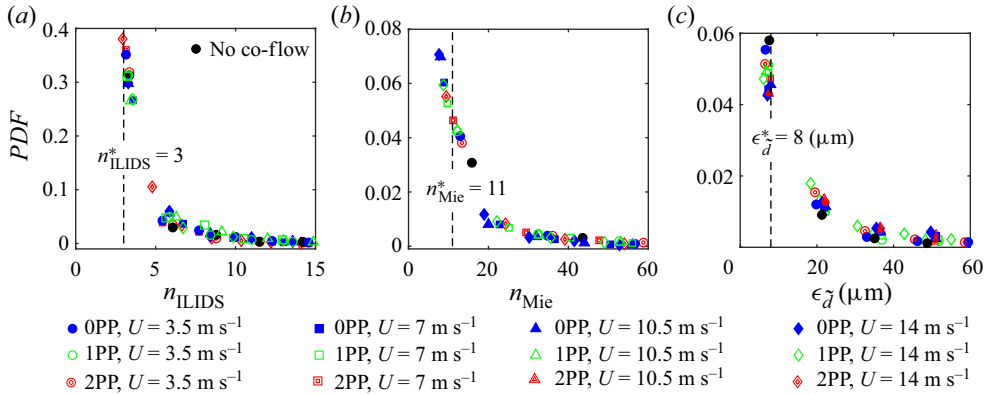 (a)
(b)
(c)
0.4
0.3
0.2
0.1
0
PDF
No co-flow
n*ILIDS = 3
5
10
15
nILIDS
0.08
0.06
0.04
0.02
0
n*Mie = 11
0
20
40
60
nMie
0.06
0.04
0.02
0
ϵ*d̃ = 8 (μm)
0
20
40
60
ϵd̃ (μm)
0PP, U = 3.5 m s⁻¹
0PP, U = 7 m s⁻¹
0PP, U = 10.5 m s⁻¹
0PP, U = 14 m s⁻¹
1PP, U = 3.5 m s⁻¹
1PP, U = 7 m s⁻¹
1PP, U = 10.5 m s⁻¹
1PP, U = 14 m s⁻¹
2PP, U = 3.5 m s⁻¹
2PP, U = 7 m s⁻¹
2PP, U = 10.5 m s⁻¹
2PP, U = 14 m s⁻¹